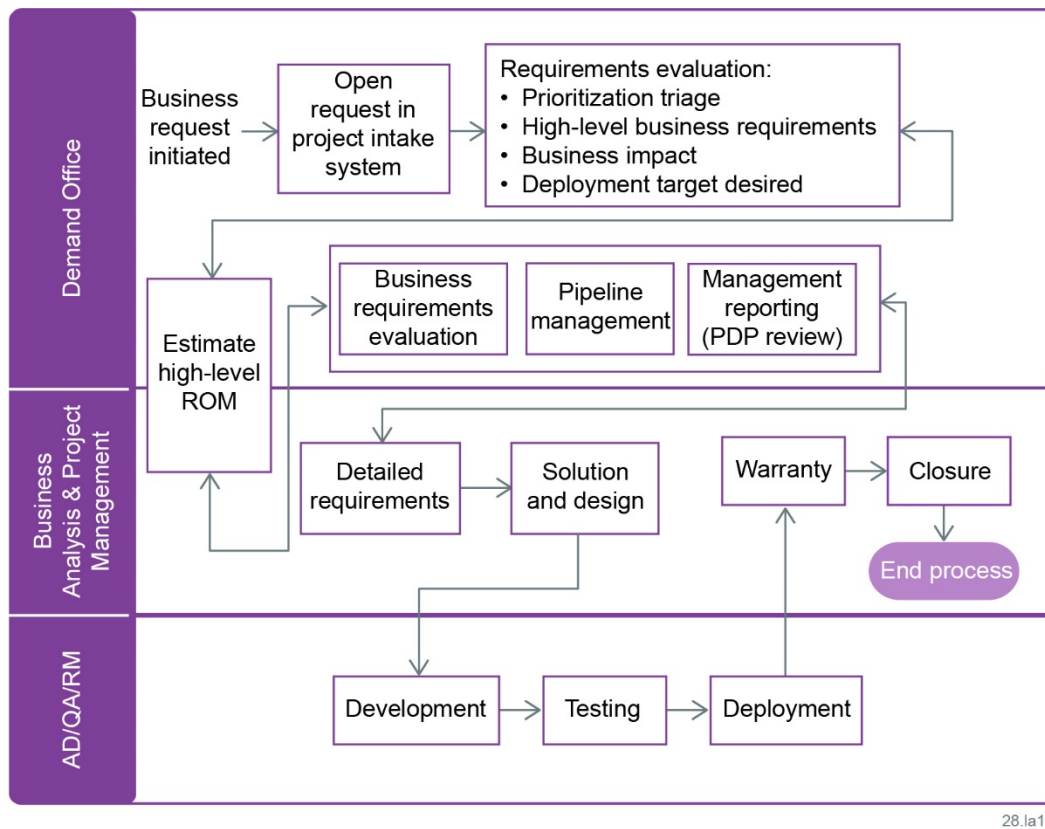 Demand Office
Business
request
initiated
Open
request in
project intake
system
Requirements evaluation:
• Prioritization triage
• High-level business requirements
• Business impact
• Deployment target desired
Estimate
high-level
ROM
Business
requirements
evaluation
Pipeline
management
Management
reporting
(PDP review)
Business
Analysis & Project
Management
Detailed
requirements
Solution
and design
Warranty
Closure
End process
AD/QA/RM
Development
Testing
Deployment
28.la1